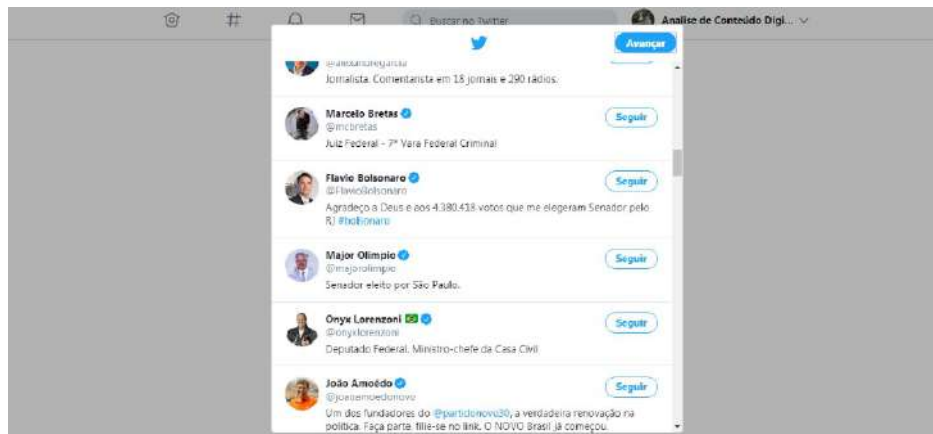 Buscar no Twitter
Analise de Conteúdo Digi...
Avançar
@alexandregarcia
Jornalista. Comentarista em 18 jornais e 290 rádios.
Marcelo Bretas
@mcbretas
Seguir
Juiz Federal - 7ª Vara Federal Criminal
Flavio Bolsonaro
@FlavioBolsonaro
Seguir
Agradeço a Deus e aos 4.380.418 votos que me elegeram Senador pelo
RJ #bolsonaro
Major Olimpio
@majorolimpio
Seguir
Senador eleito por São Paulo.
Onyx Lorenzoni
@onyxlorenzoni
Seguir
Deputado Federal. Ministro-chefe da Casa Civil
João Amoêdo
@joaoamoedonovo
Seguir
Um dos fundadores do @partidonovo30, a verdadeira renovação na
política. Faça parte, filie-se no link. O NOVO Brasil já começou.